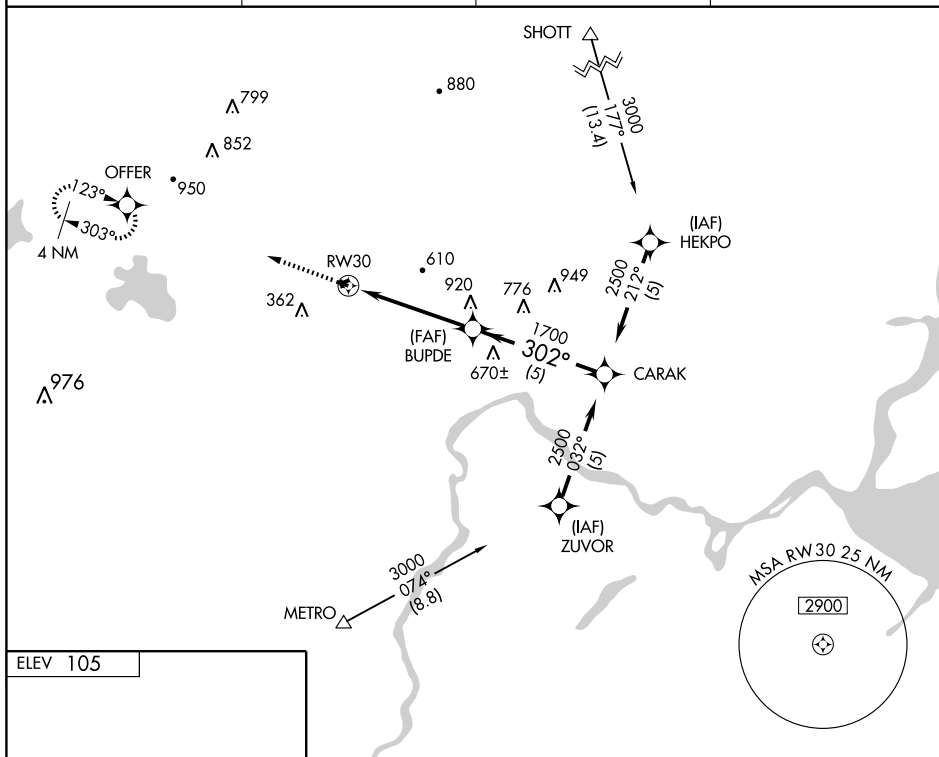 SHOTT
3000
177°
(13.4)
880
799
852
OFFER
950
123°
303°
4 NM
(IAF)
HEKPO
2500
212°
(5)
RW30
610
949
920
776
362
(FAF)
BUPDE
1700
302°
(5)
670±
CARAK
976
2500
032°
(5)
(IAF)
ZUVOR
3000
074°
(8.8)
METRO
MSA RW30 25 NM
2900
ELEV 105